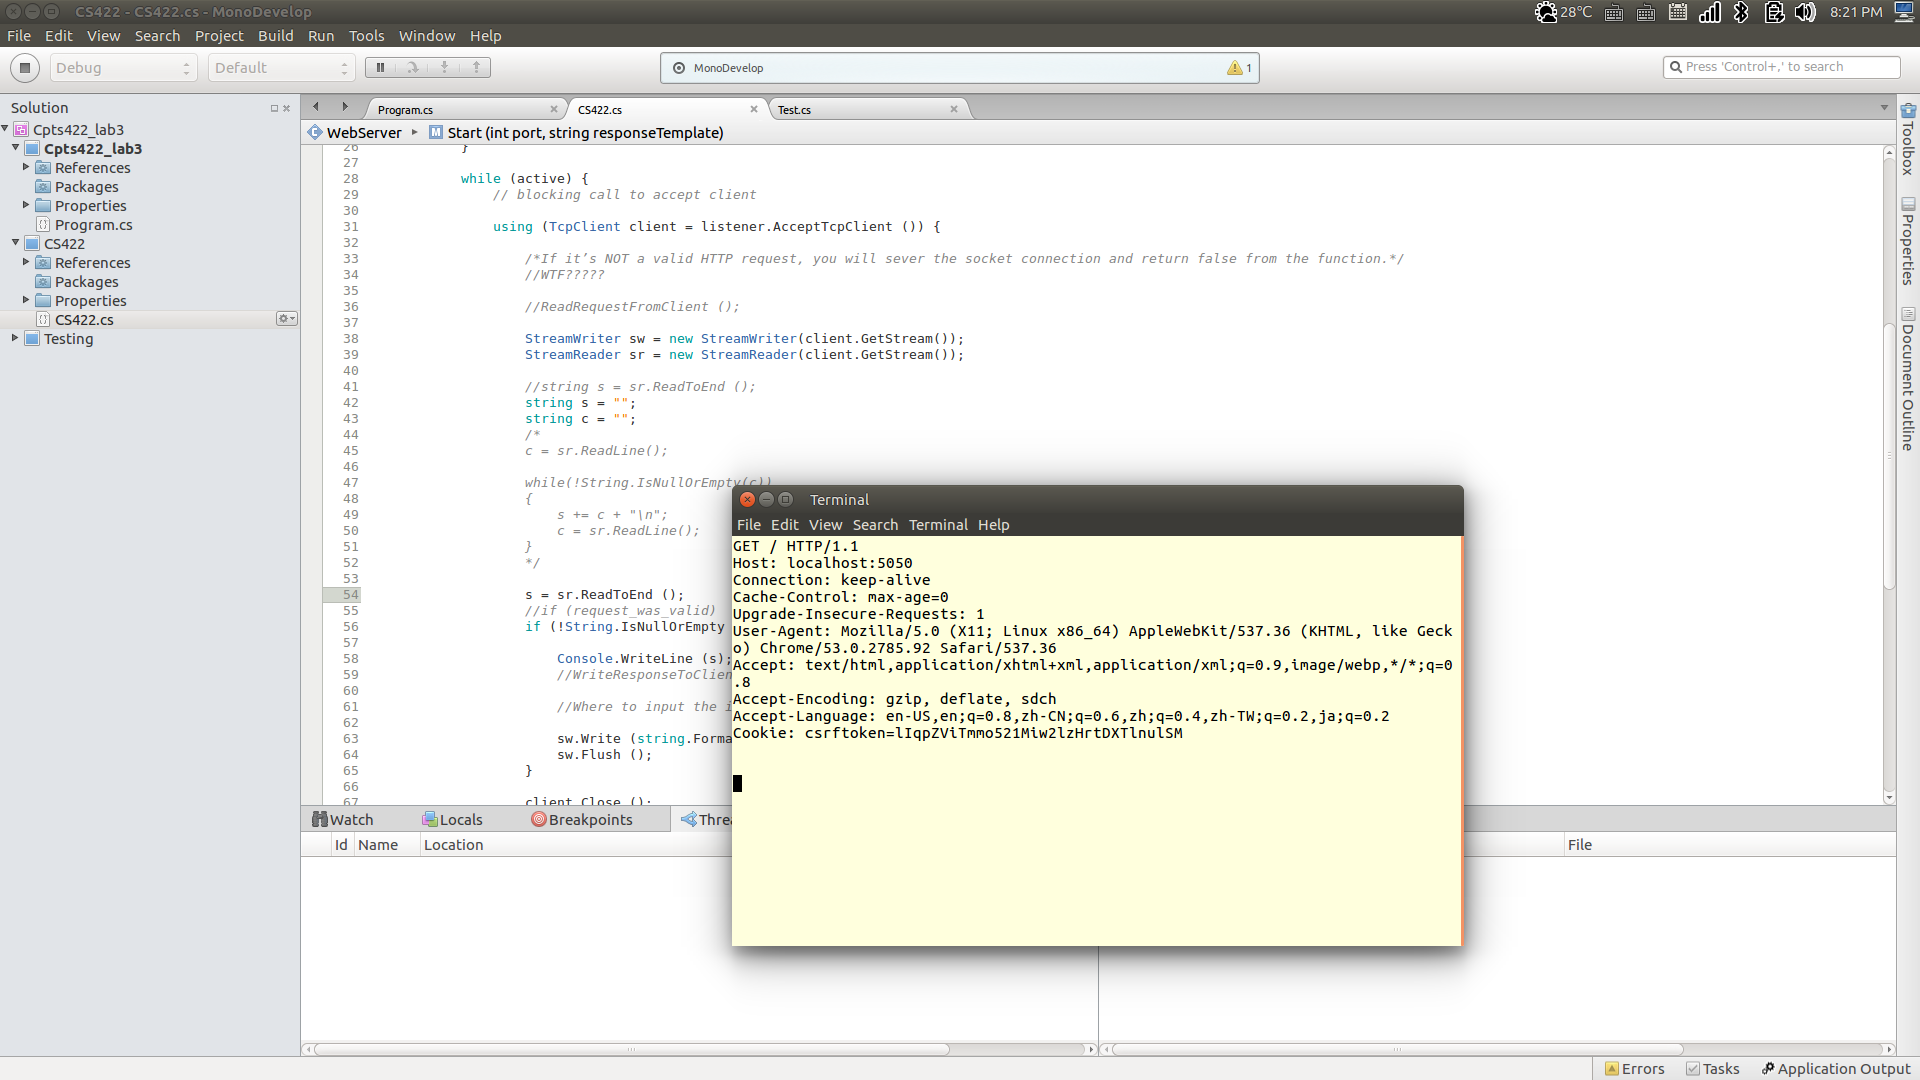 CS422 - CS422.cs - MonoDevelop
28°C
8:21 PM
File Edit View Search Project Build Run Tools Window Help
Debug
Default
MonoDevelop
1
Press 'Control+,' to search
Solution
Cpts422_lab3
Cpts422_lab3
References
Packages
Properties
Program.cs
CS422
References
Packages
Properties
CS422.cs
Testing
Program.cs
CS422.cs
Test.cs
WebServer
Start (int port, string responseTemplate)
26 }
27
28 while (active) {
29 // blocking call to accept client
30
31 using (TcpClient client = listener.AcceptTcpClient ()) {
32
33 /*If it’s NOT a valid HTTP request, you will sever the socket connection and return false from the function.*/
34 //WTF?????
35
36 //ReadRequestFromClient ();
37
38 StreamWriter sw = new StreamWriter(client.GetStream());
39 StreamReader sr = new StreamReader(client.GetStream());
40
41 //string s = sr.ReadToEnd ();
42 string s = "";
43 string c = "";
44 /*
45 c = sr.ReadLine();
46
47 while(!String.IsNullOrEmpty(c))
48 {
49 s += c + "\n";
50 c = sr.ReadLine();
51 }
52 */
53
54 s = sr.ReadToEnd ();
55 //if (request_was_valid)
56 if (!String.IsNullOrEmpty
57
58 Console.WriteLine (s);
59 //WriteResponseToClien
60
61 //Where to input the i
62
63 sw.Write (string.Forma
64 sw.Flush ();
65 }
66
67 client.Close ();
Terminal
File Edit View Search Terminal Help
GET / HTTP/1.1
Host: localhost:5050
Connection: keep-alive
Cache-Control: max-age=0
Upgrade-Insecure-Requests: 1
User-Agent: Mozilla/5.0 (X11; Linux x86_64) AppleWebKit/537.36 (KHTML, like Geck
o) Chrome/53.0.2785.92 Safari/537.36
Accept: text/html,application/xhtml+xml,application/xml;q=0.9,image/webp,*/*;q=0
.8
Accept-Encoding: gzip, deflate, sdch
Accept-Language: en-US,en;q=0.8,zh-CN;q=0.6,zh;q=0.4,zh-TW;q=0.2,ja;q=0.2
Cookie: csrftoken=lIqpZViTmmo521Miw2lzHrtDXTlnulSM
Watch
Locals
Breakpoints
Threa
Id Name Location
File
Toolbox
Properties
Document Outline
Errors
Tasks
Application Output